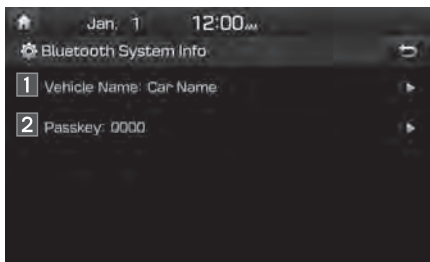 Jan. 1 12:00AM
Bluetooth System Info
1 Vehicle Name: Car Name
2 Passkey: 0000